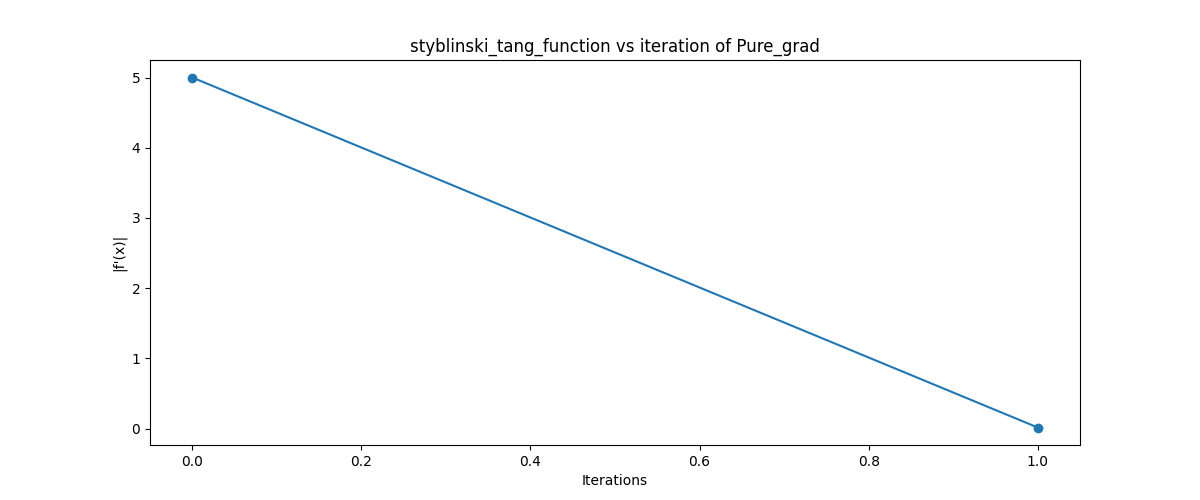 styblinski_tang_function vs iteration of Pure_grad
|f'(x)|
5
4
3
2
1
0
0.0 0.2 0.4 0.6 0.8 1.0
Iterations